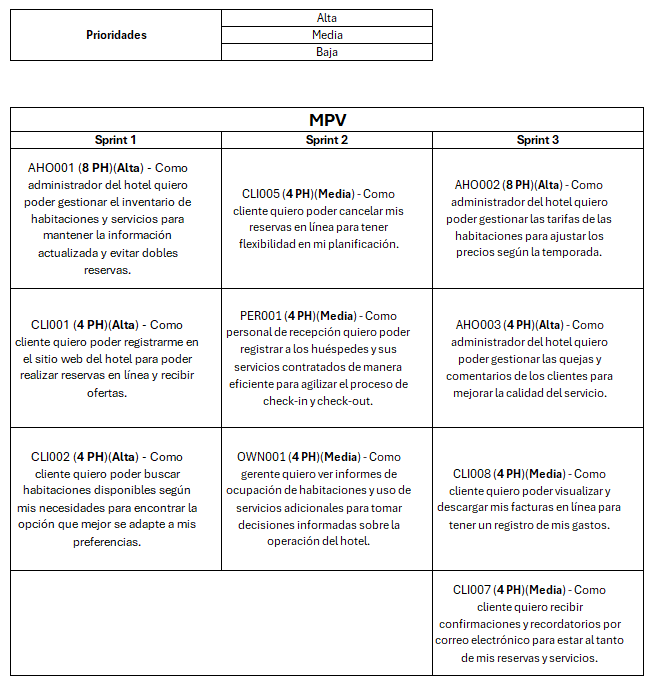 Prioridades
Alta
Media
Baja
MPV
Sprint 1
Sprint 2
Sprint 3
AHO001 (8 PH)(Alta) - Como
administrador del hotel quiero
poder gestionar el inventario de
habitaciones y servicios para
mantener la información
actualizada y evitar dobles
reservas.
CLI005 (4 PH)(Media) - Como
cliente quiero poder cancelar mis
reservas en línea para tener
flexibilidad en mi planificación.
AHO002 (8 PH)(Alta) - Como
administrador del hotel quiero
poder gestionar las tarifas de las
habitaciones para ajustar los
precios según la temporada.
CLI001 (4 PH)(Alta) - Como
cliente quiero poder registrarme en
el sitio web del hotel para poder
realizar reservas en línea y recibir
ofertas.
PER001 (4 PH)(Media) - Como
personal de recepción quiero poder
registrar a los huéspedes y sus
servicios contratados de manera
eficiente para agilizar el proceso de
check-in y check-out.
AHO003 (4 PH)(Alta) - Como
administrador del hotel quiero
poder gestionar las quejas y
comentarios de los clientes para
mejorar la calidad del servicio.
CLI002 (4 PH)(Alta) - Como
cliente quiero poder buscar
habitaciones disponibles según
mis necesidades para encontrar la
opción que mejor se adapte a mis
preferencias.
OWN001 (4 PH)(Media) - Como
gerente quiero ver informes de
ocupación de habitaciones y uso de
servicios adicionales para tomar
decisiones informadas sobre la
operación del hotel.
CLI008 (4 PH)(Media) - Como
cliente quiero poder visualizar y
descargar mis facturas en línea para
tener un registro de mis gastos.
CLI007 (4 PH)(Media) - Como
cliente quiero recibir
confirmaciones y recordatorios por
correo electrónico para estar al tanto
de mis reservas y servicios.